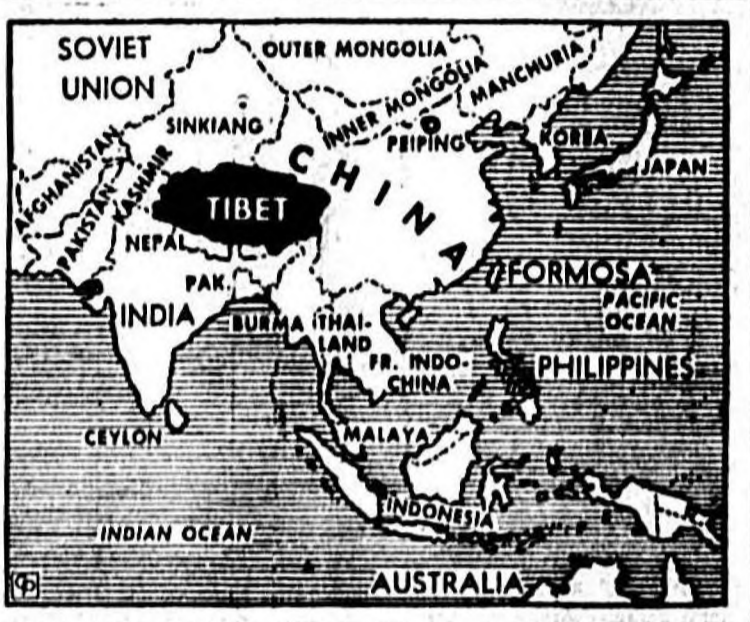 SOVIET
UNION
OUTER MONGOLIA
INNER MONGOLIA
MANCHURIA
SINKIANG
PEIPING
KOREA
JAPAN
AFGHANISTAN
PAKISTAN
KASHMIR
CHINA
TIBET
NEPAL
PAK.
INDIA
BURMA
THAI-
LAND
FORMOSA
PACIFIC
OCEAN
FR. INDO-
CHINA
PHILIPPINES
CEYLON
MALAYA
INDONESIA
INDIAN OCEAN
AUSTRALIA